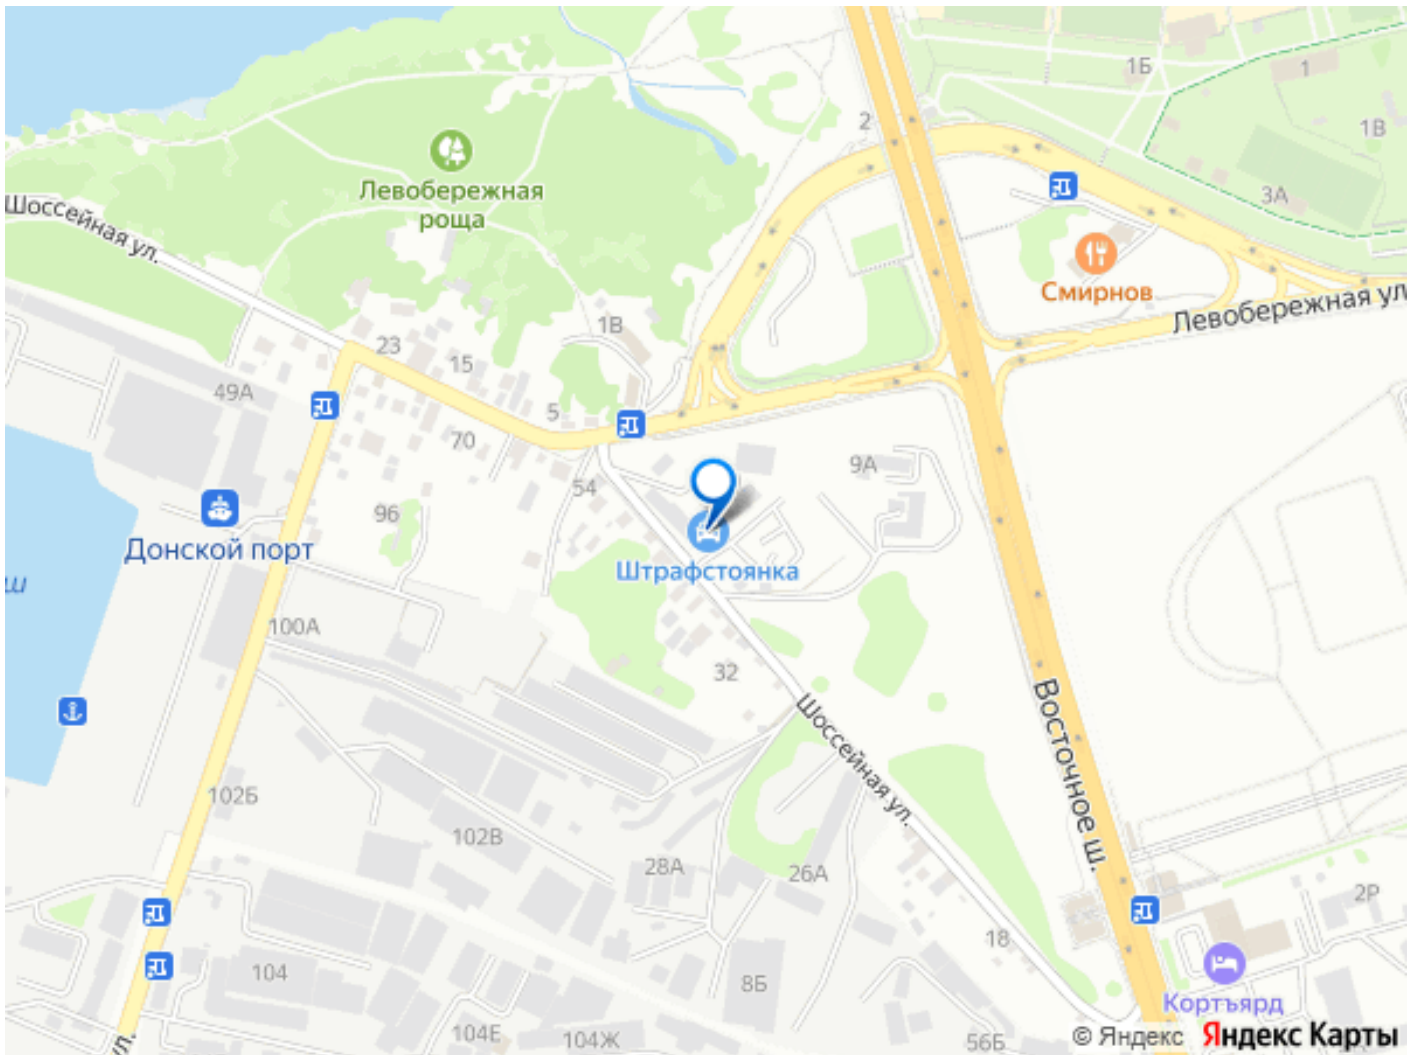 2
1Б
1
1В
3А
Левобережная
роща
Шоссейная ул.
Смирнов
Левобережная ул
1В
23
15
49А
5
70
9А
54
96
Донской порт
Штрафстоянка
ш
100А
32
Восточное ш.
Шоссейная ул.
102Б
102В
28А
26А
2Р
18
104
8Б
Кортъярд
104Е
104Ж
56Б
ул.
© Яндекс Яндекс Карты